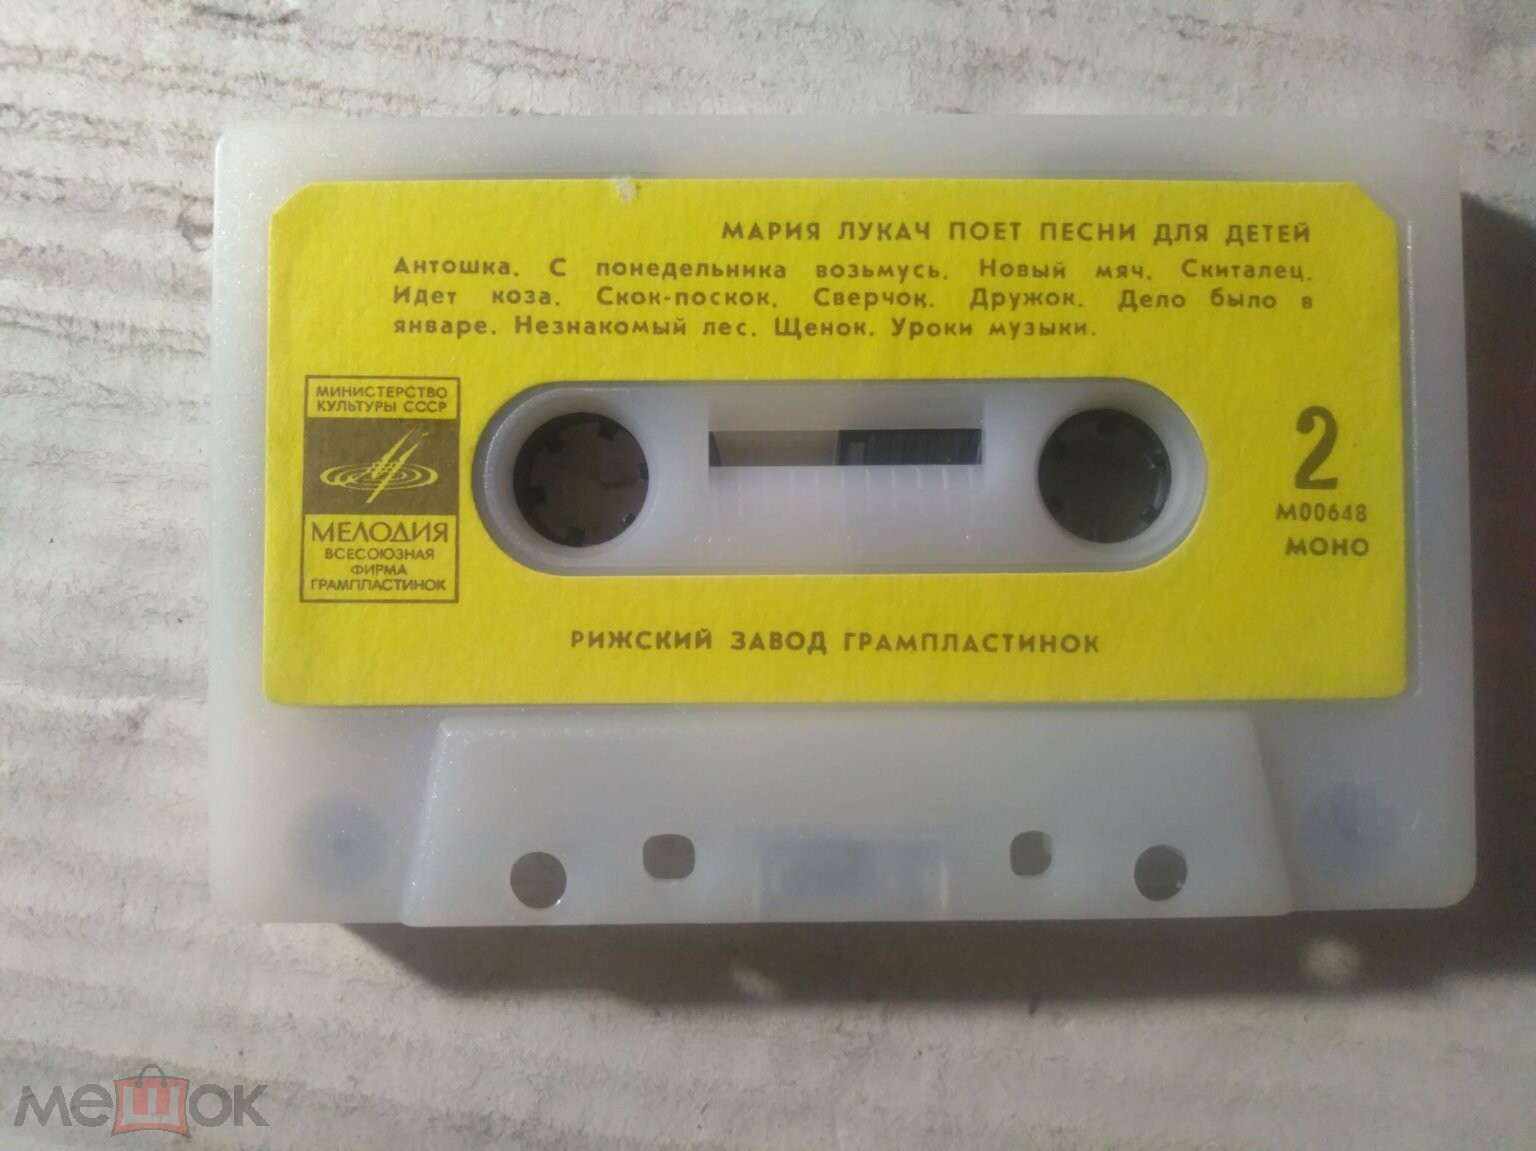 МАРИЯ ЛУКАЧ ПОЕТ ПЕСНИ ДЛЯ ДЕТЕЙ
Антошка. С понедельника возьмусь. Новый мяч. Скиталец.
Идет коза. Скок-поскок. Сверчок. Дружок. Дело было в
январе. Незнакомый лес. Щенок. Уроки музыки.
МИНИСТЕРСТВО
КУЛЬТУРЫ СССР
МЕЛОДИЯ
ВСЕСОЮЗНАЯ
ФИРМА
ГРАМПЛАСТИНОК
2
М00648
МОНО
РИЖСКИЙ ЗАВОД ГРАМПЛАСТИНОК
мешок